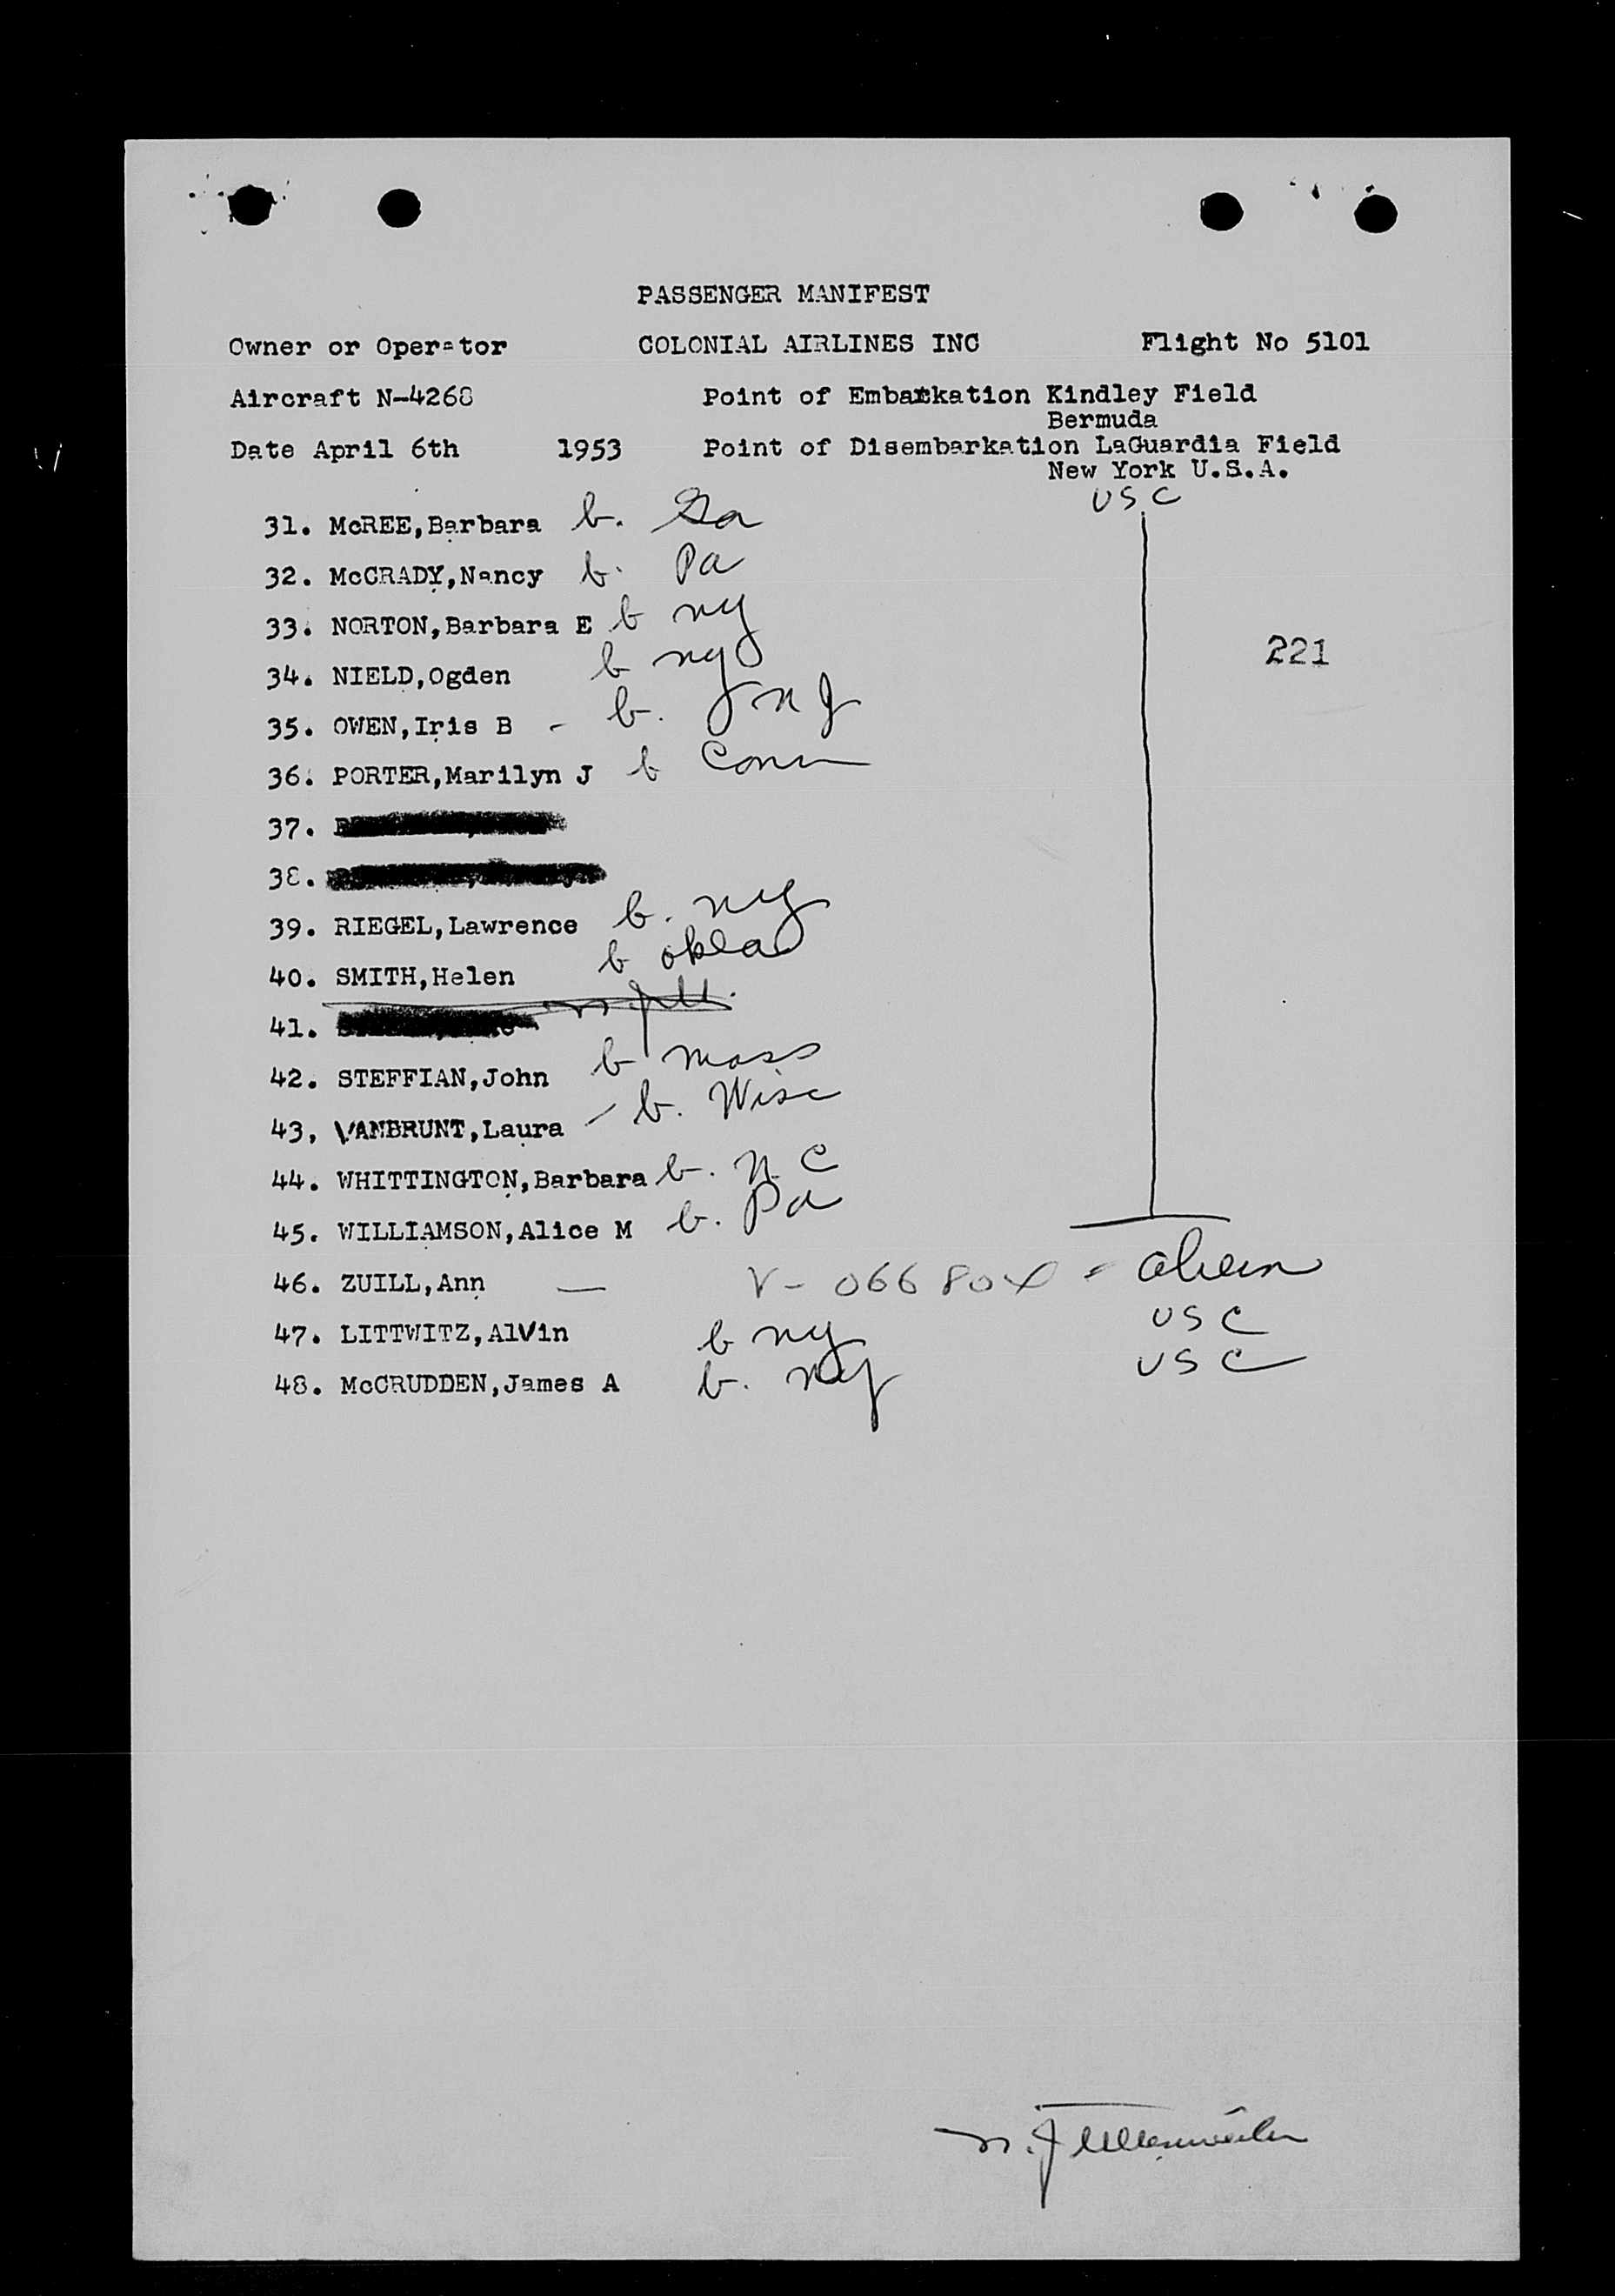 PASSENGER MANIFEST
Owner or Operator COLONIAL AIRLINES INC Flight No 5101
Aircraft N-4268 Point of Embarkation Kindley Field
Bermuda
Date April 6th 1953 Point of Disembarkation LaGuardia Field
New York U.S.A.
USC
31. McREE,Barbara b. Ga
32. McCRADY,Nancy b. Pa
33. NORTON,Barbara E b ny
221
34. NIELD,Ogden b ny
35. OWEN,Iris B - b. n J
36. PORTER,Marilyn J b Conn
37.
38.
39. RIEGEL,Lawrence b. ny
40. SMITH,Helen b okla
41.
42. STEFFIAN,John b mass
43, VANBRUNT,Laura - b. Wisc
44. WHITTINGTON,Barbara b. N. C
45. WILLIAMSON,Alice M b. Pa
46. ZUILL,Ann — V- 066 80 - alien
47. LITTWITZ,AlVin b ny USC
48. McCRUDDEN,James A b. ny USC